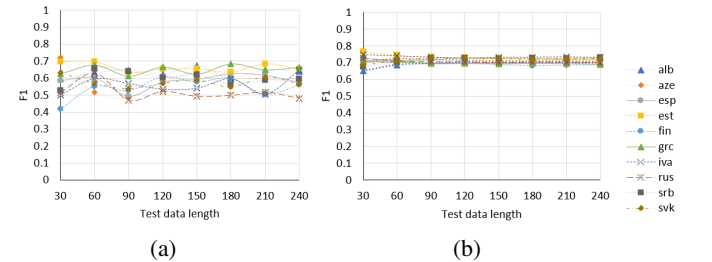 F1
1
0.9
0.8
0.7
0.6
0.5
0.4
0.3
0.2
0.1
0
30 60 90 120 150 180 210 240
Test data length
(a)
F1
1
0.9
0.8
0.7
0.6
0.5
0.4
0.3
0.2
0.1
0
30 60 90 120 150 180 210 240
Test data length
(b)
alb
aze
esp
est
fin
grc
iva
rus
srb
svk